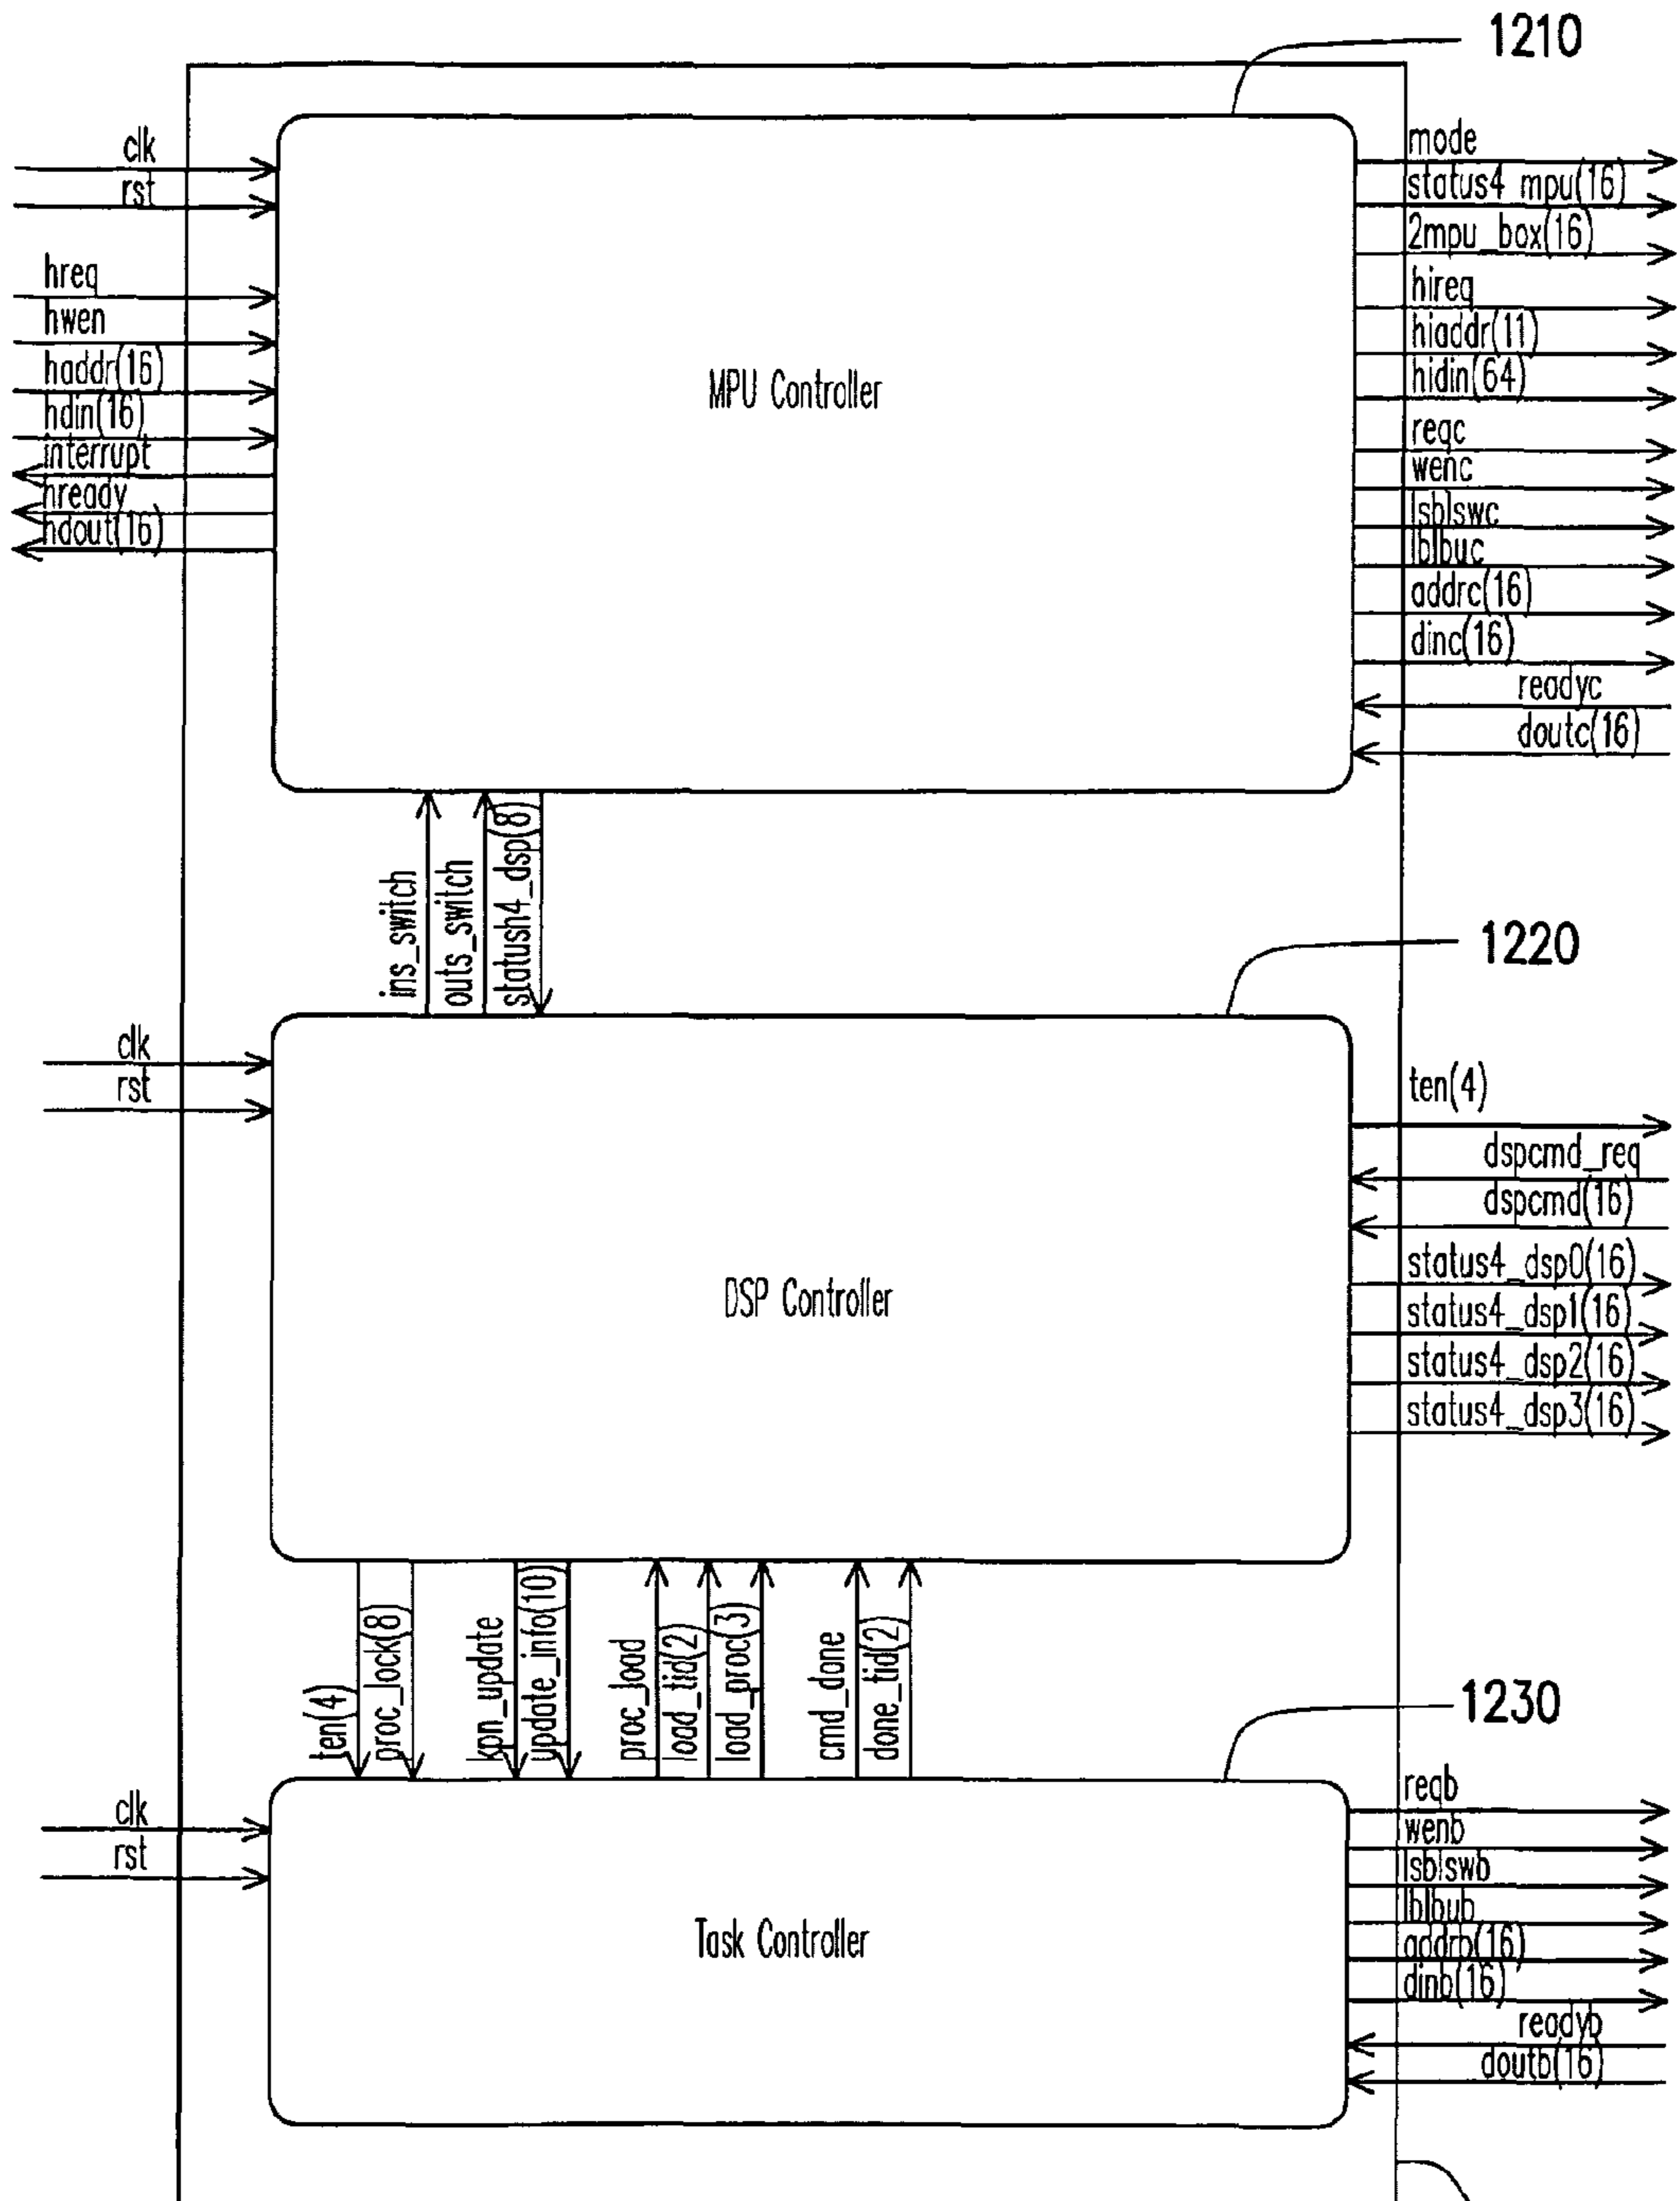 1210
clk
rst
hreq
hwen
haddr(16)
hdin(16)
interrupt
hready
hdout(16)
MPU Controller
mode
status4_mpu(16)
2mpu_box(16)
hireq
hiaddr(11)
hidin(64)
reqc
wenc
lsblswc
lblbuc
addrc(16)
dinc(16)
readyc
doutc(16)
ins_switch
outs_switch
statush4_dsp(8)
1220
clk
rst
DSP Controller
ten(4)
dspcmd_req
dspcmd(16)
status4_dsp0(16)
status4_dsp1(16)
status4_dsp2(16)
status4_dsp3(16)
ten(4)
proc_lock(8)
kpn_update
update_info(10)
proc_load
load_tid(2)
load_proc(3)
cmd_done
done_tid(2)
1230
clk
rst
Task Controller
reqb
wenb
lsblswb
lblbub
addrb(16)
dinb(16)
readyb
doutb(16)